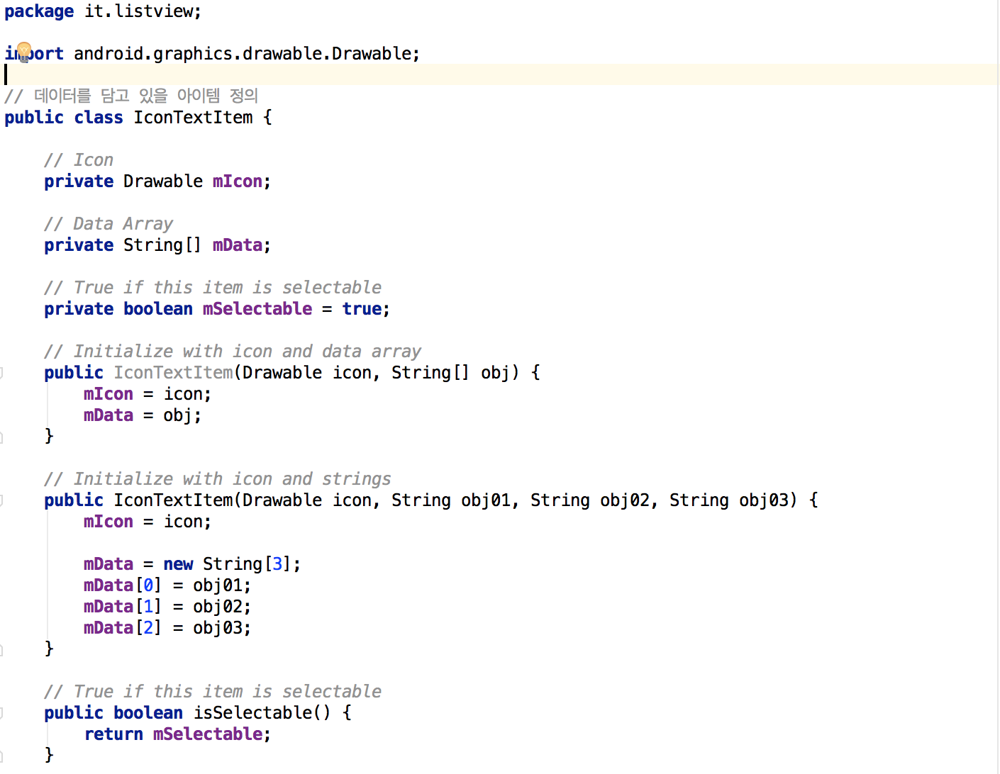 package it.listview;
import android.graphics.drawable.Drawable;
// 데이터를 담고 있을 아이템 정의
public class IconTextItem {
// Icon
private Drawable mIcon;
// Data Array
private String[] mData;
// True if this item is selectable
private boolean mSelectable = true;
// Initialize with icon and data array
public IconTextItem(Drawable icon, String[] obj) {
mIcon = icon;
mData = obj;
}
// Initialize with icon and strings
public IconTextItem(Drawable icon, String obj01, String obj02, String obj03) {
mIcon = icon;
mData = new String[3];
mData[0] = obj01;
mData[1] = obj02;
mData[2] = obj03;
}
// True if this item is selectable
public boolean isSelectable() {
return mSelectable;
}